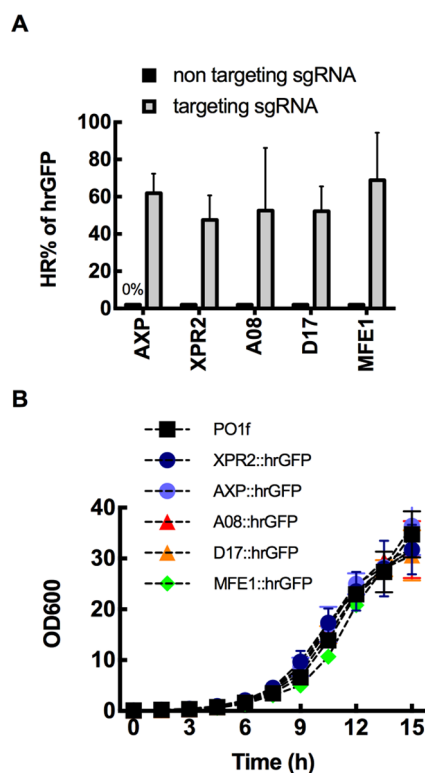 A
non targeting sgRNA
targeting sgRNA
HR% of hrGFP
100
80
60
40
20
0
0%
AXP
XPR2
A08
D17
MFE1
B
PO1f
XPR2::hrGFP
AXP::hrGFP
A08::hrGFP
D17::hrGFP
MFE1::hrGFP
OD600
40
30
20
10
0
0 3 6 9 12 15
Time (h)